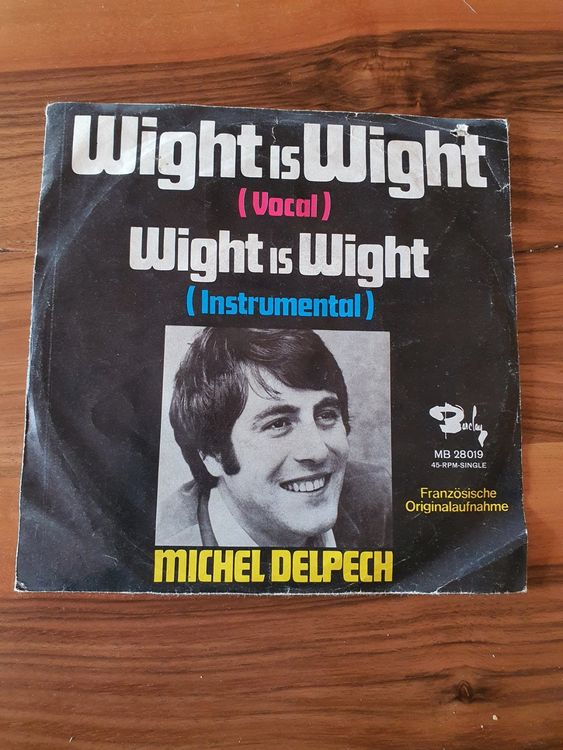 Wight is Wight
(Vocal)
Wight is Wight
(Instrumental)
Barclay
MB 28019
45-RPM-SINGLE
Französische
Originalaufnahme
MICHEL DELPECH